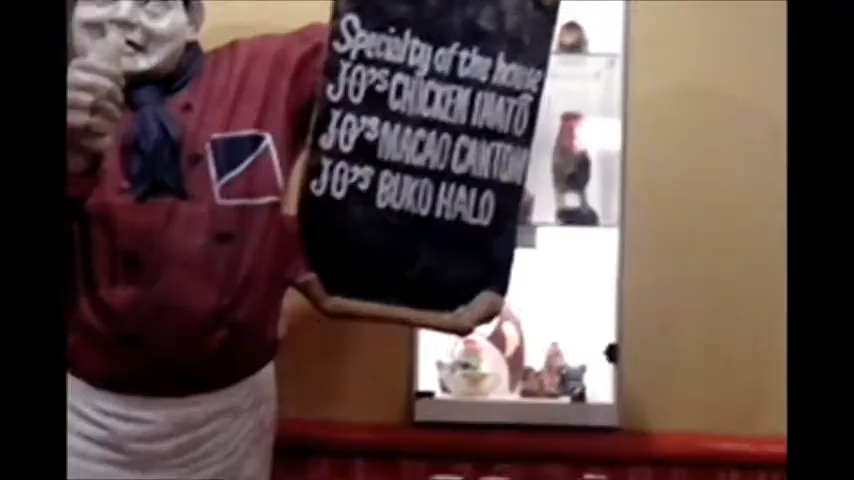 Specialty of the house
JO'S CHICKEN INATO
JO'S MACAO CANTON
JO'S BUKO HALO